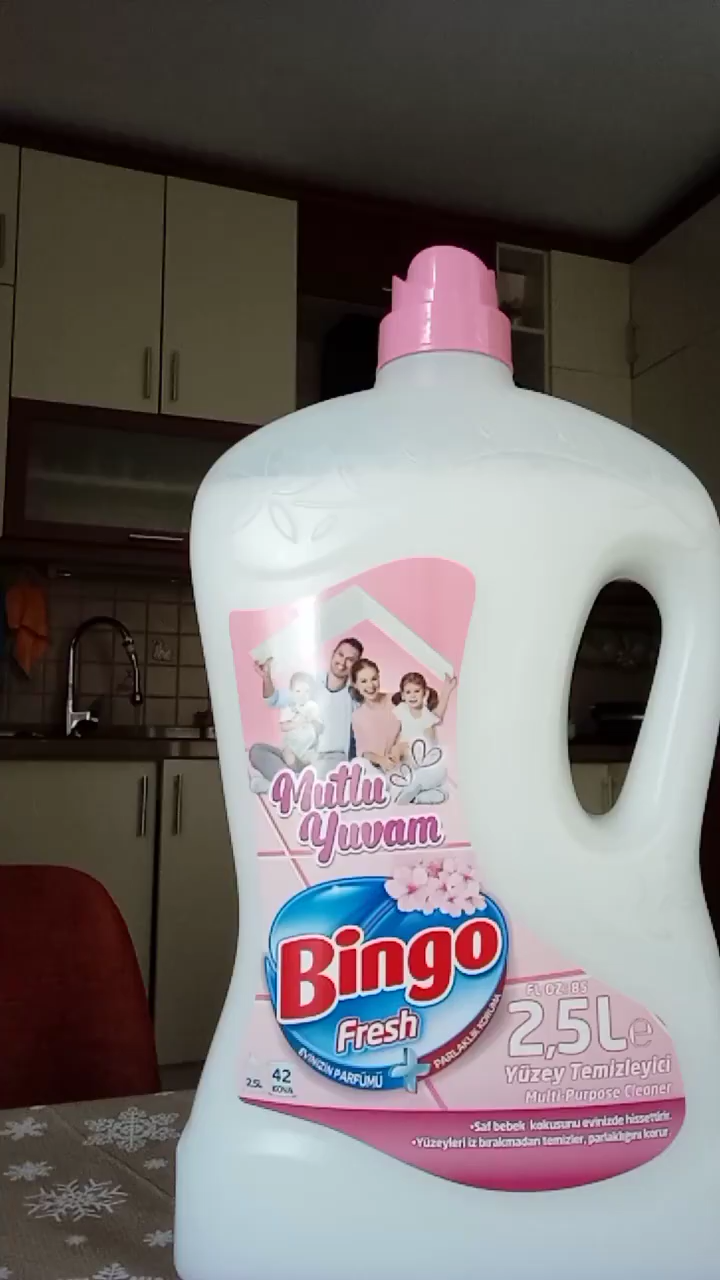 Mutlu
Yuvam
Bingo
Fresh
EVİNİZİN PARFÜMÜ + PARLAKLIK KORUMA
2.5L
42
KOVA
FL OZ. 85
2,5L e
Yüzey Temizleyici
Multi-Purpose Cleaner
•Saf bebek kokusunu evinizde hissettirir.
•Yüzeyleri iz bırakmadan temizler, parlaklığını korur.